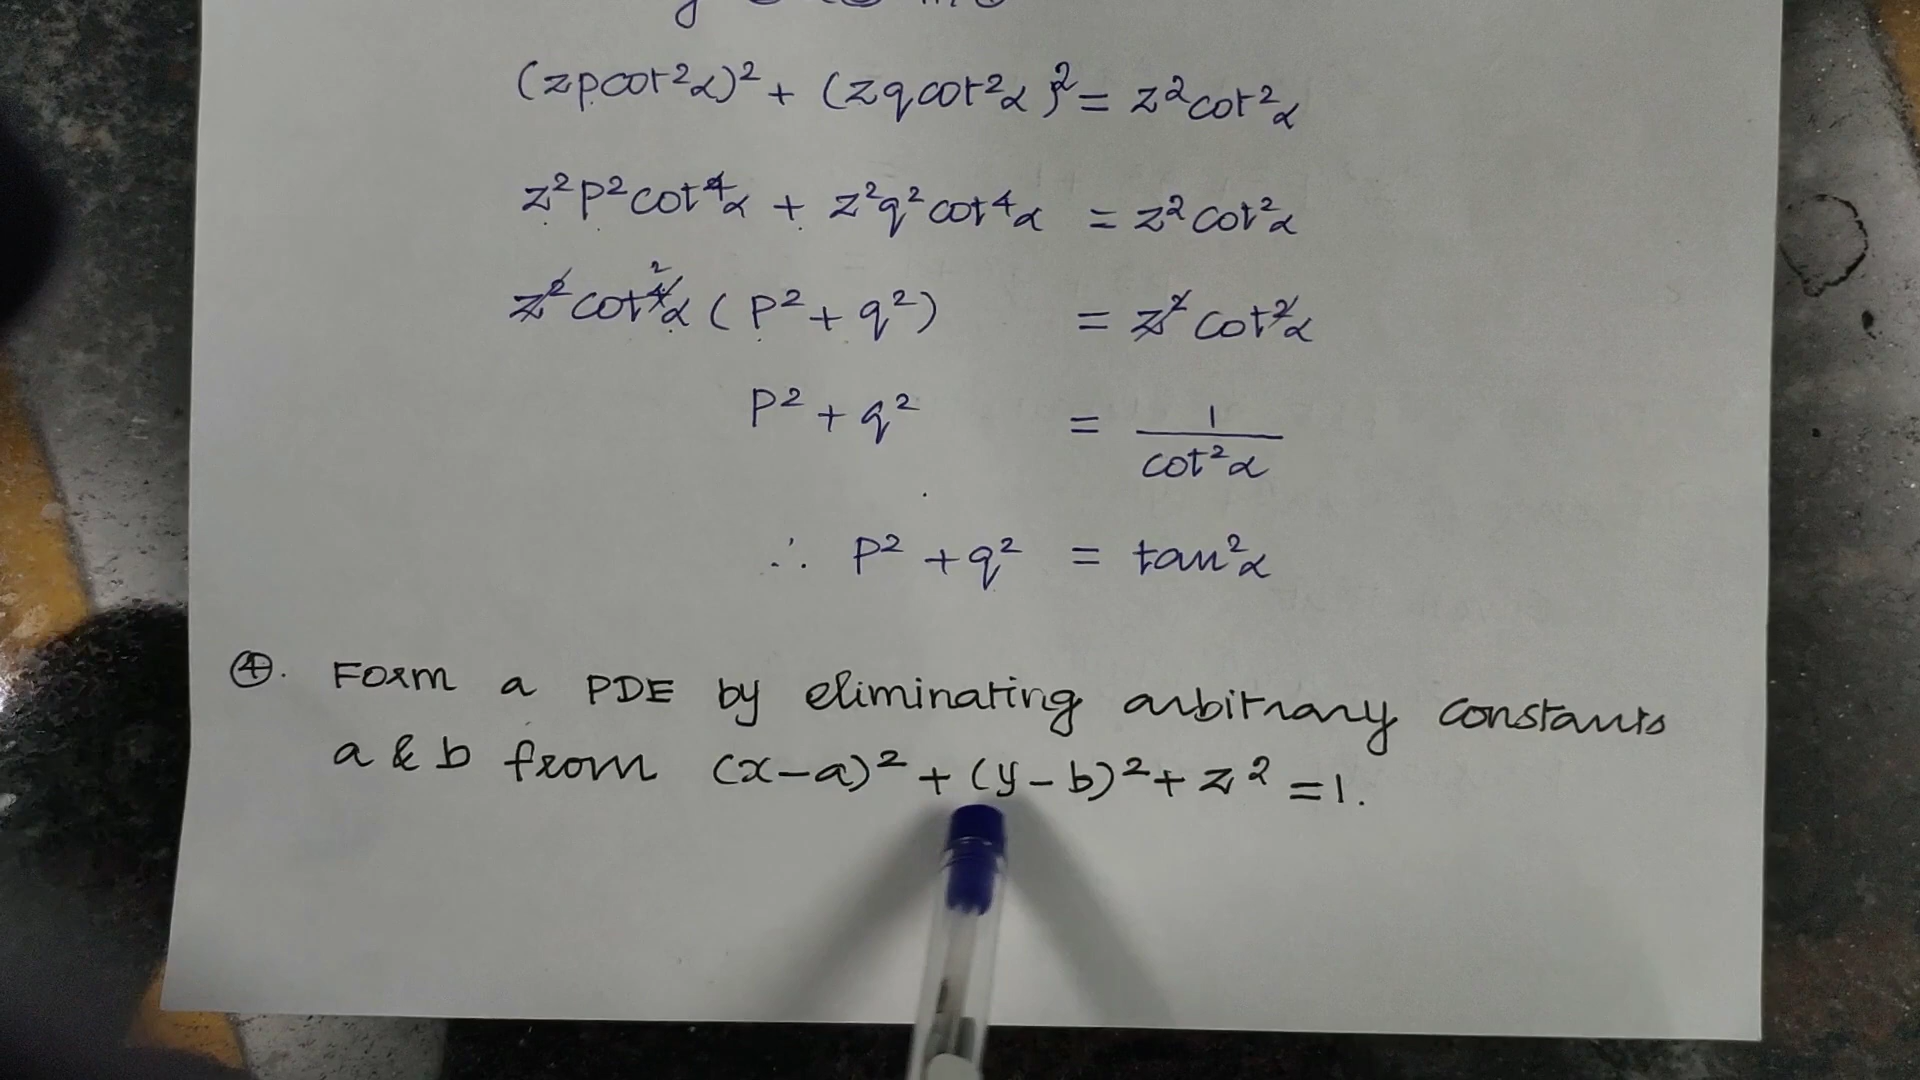 (zpcot²α)² + (zqcot²α)² = z²cot²α
z²p²cot⁴α + z²q²cot⁴α = z²cot²α
z²cot⁴α (p² + q²) = z²cot²α
p² + q² = 1/cot²α
∴ p² + q² = tan²α
④. Form a PDE by eliminating arbitrary constants
a & b from (x-a)² + (y-b)² + z² = 1.